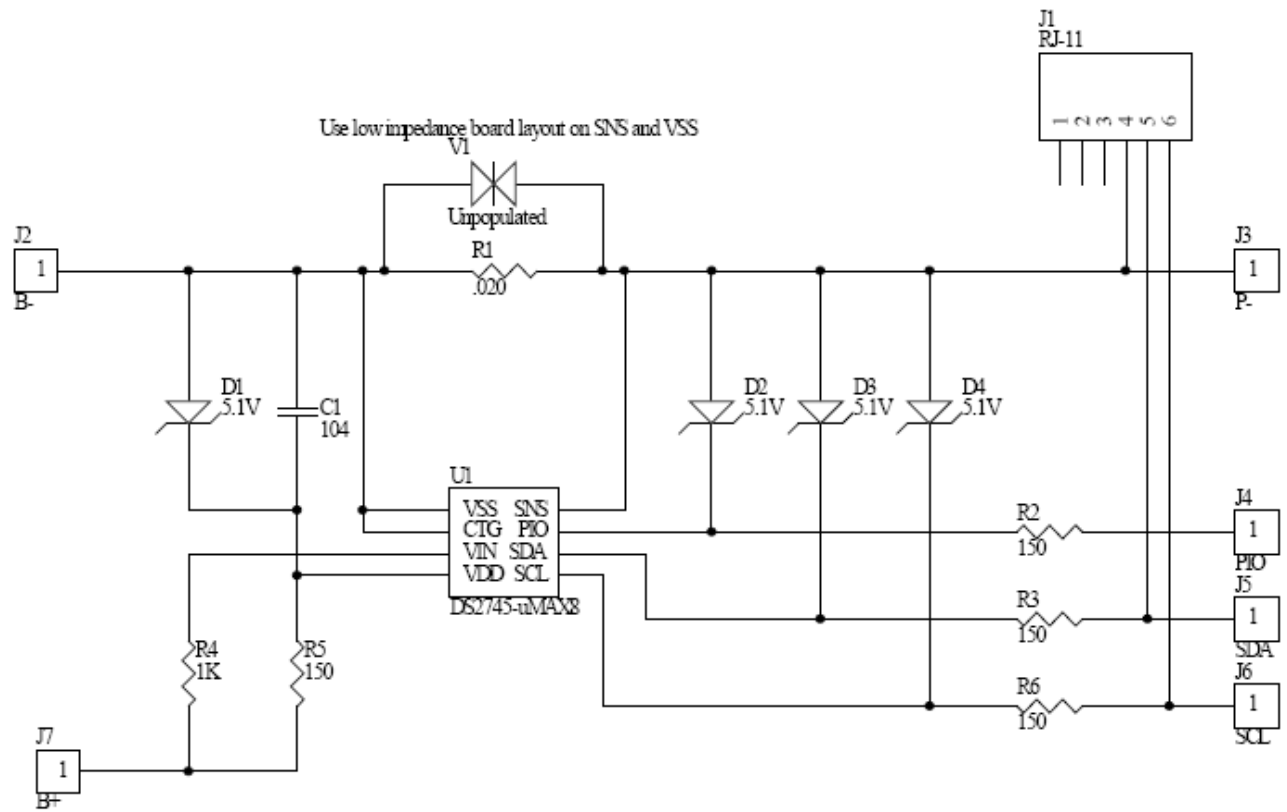 J1
RJ-11
1 2 3 4 5 6
Use low impedance board layout on SNS and VSS
V1
Unpopulated
J2
1
B-
R1
.020
J3
1
P-
D1
5.1V
C1
104
D2
5.1V
D3
5.1V
D4
5.1V
U1
VSS SNS
CTG PIO
VIN SDA
VDD SCL
DS2745-uMAX8
R2
150
J4
1
PIO
R3
150
J5
1
SDA
R4
1K
R5
150
R6
150
J6
1
SCL
J7
1
B+